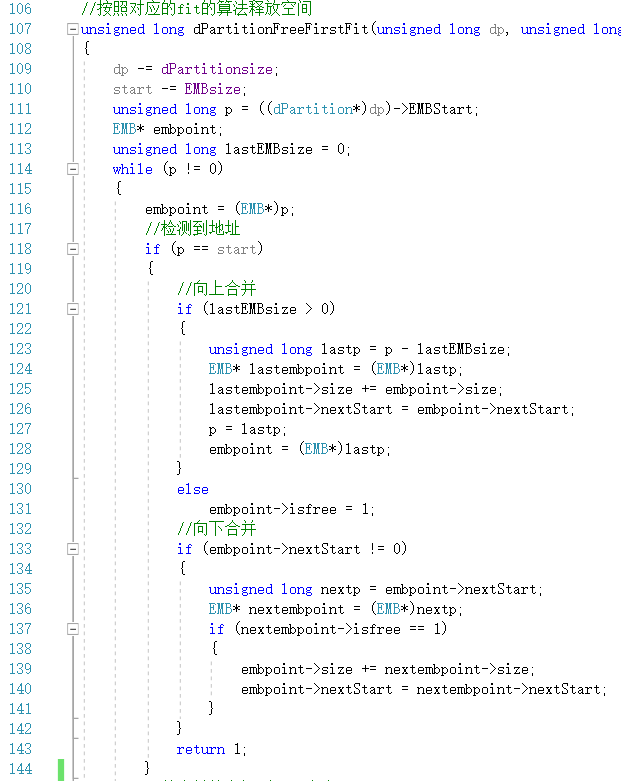 106 //按照对应的fit的算法释放空间
107 unsigned long dPartitionFreeFirstFit(unsigned long dp, unsigned long
108 {
109 dp -= dPartitionsize;
110 start -= EMBsize;
111 unsigned long p = ((dPartition*)dp)->EMBStart;
112 EMB* embpoint;
113 unsigned long lastEMBsize = 0;
114 while (p != 0)
115 {
116 embpoint = (EMB*)p;
117 //检测到地址
118 if (p == start)
119 {
120 //向上合并
121 if (lastEMBsize > 0)
122 {
123 unsigned long lastp = p - lastEMBsize;
124 EMB* lastembpoint = (EMB*)lastp;
125 lastembpoint->size += embpoint->size;
126 lastembpoint->nextStart = embpoint->nextStart;
127 p = lastp;
128 embpoint = (EMB*)lastp;
129 }
130 else
131 embpoint->isfree = 1;
132 //向下合并
133 if (embpoint->nextStart != 0)
134 {
135 unsigned long nextp = embpoint->nextStart;
136 EMB* nextembpoint = (EMB*)nextp;
137 if (nextembpoint->isfree == 1)
138 {
139 embpoint->size += nextembpoint->size;
140 embpoint->nextStart = nextembpoint->nextStart;
141 }
142 }
143 return 1;
144 }